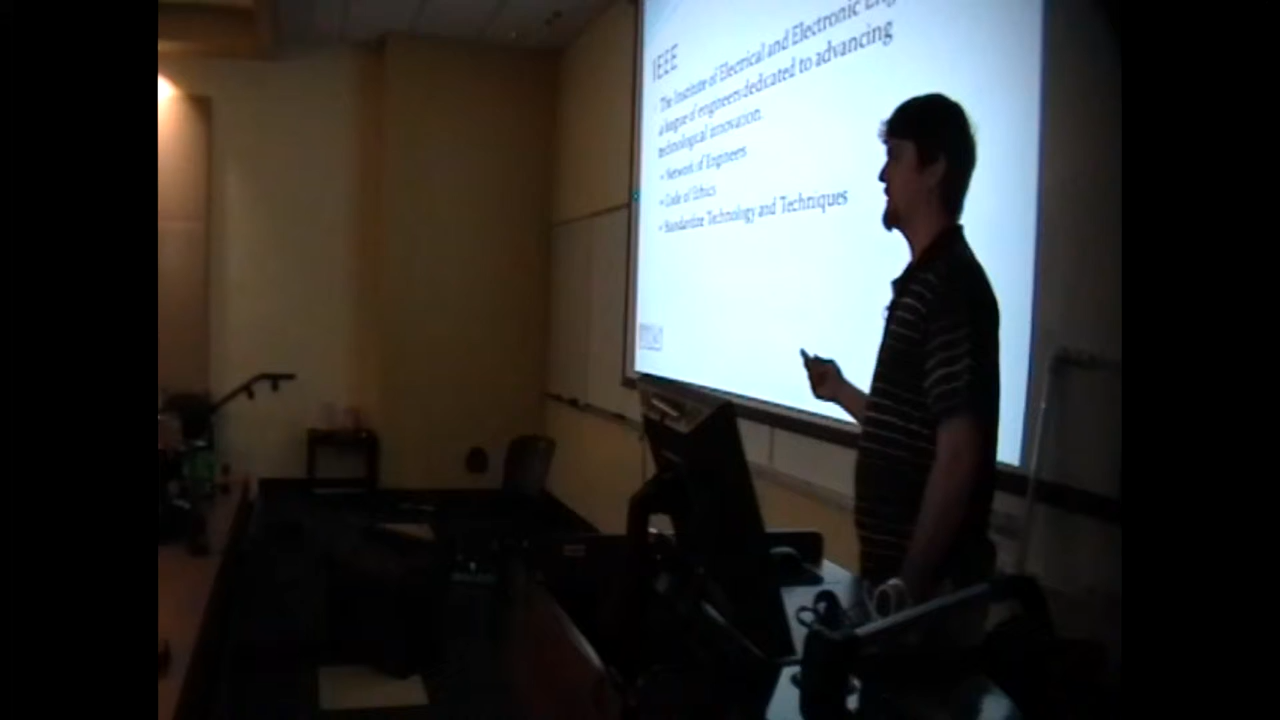 IEEE
The Institute of Electrical and Electronic
a league of engineers dedicated to advancing
technological innovation.
Network of Engineers
Code of Ethics
Standardize Technology and Techniques